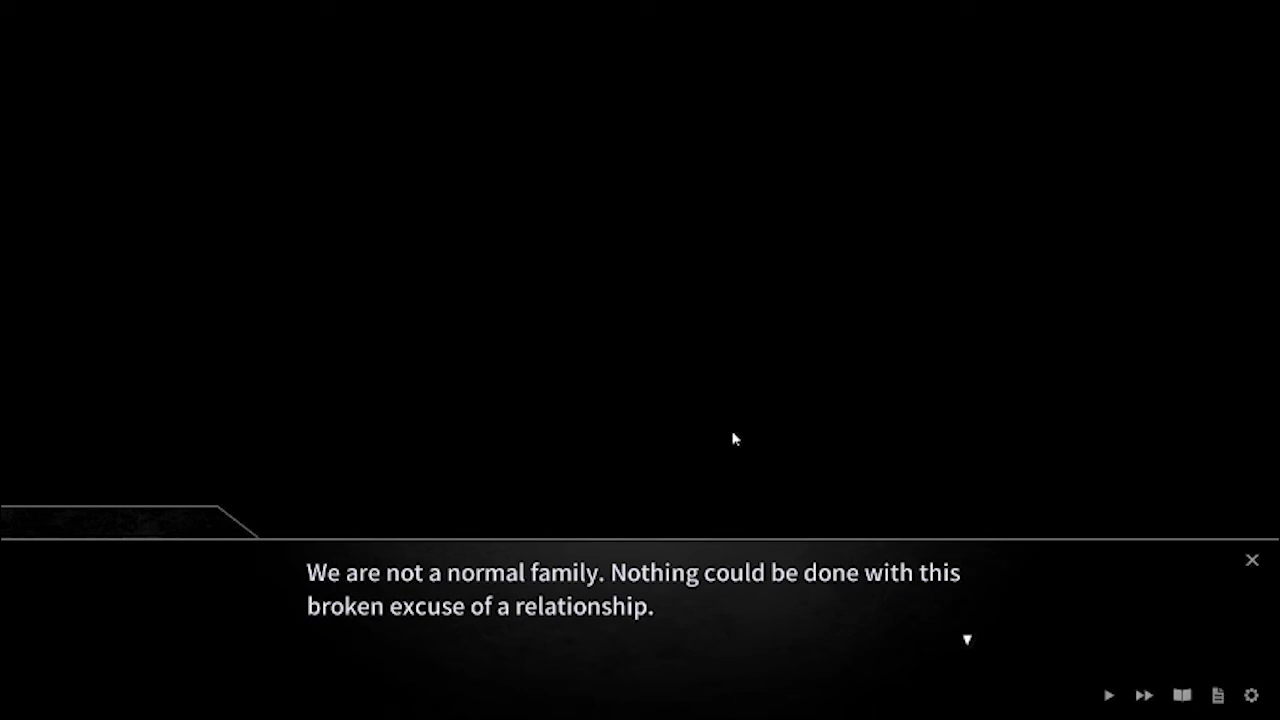 We are not a normal family. Nothing could be done with this
broken excuse of a relationship.